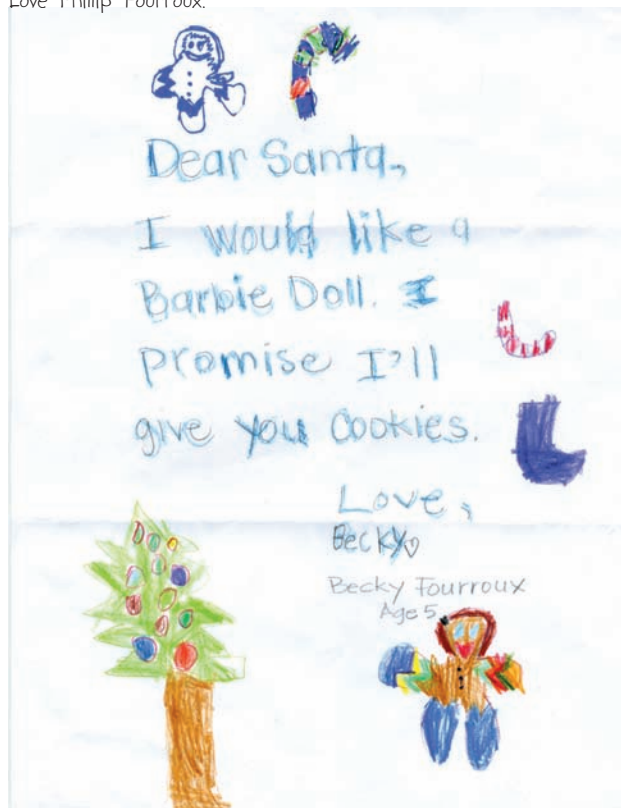 Love Philip Fourroux.
Dear Santa,
I would like a
Barbie Doll. I
promise I'll
give you Cookies.
Love,
Becky
Becky Fourroux
Age 5